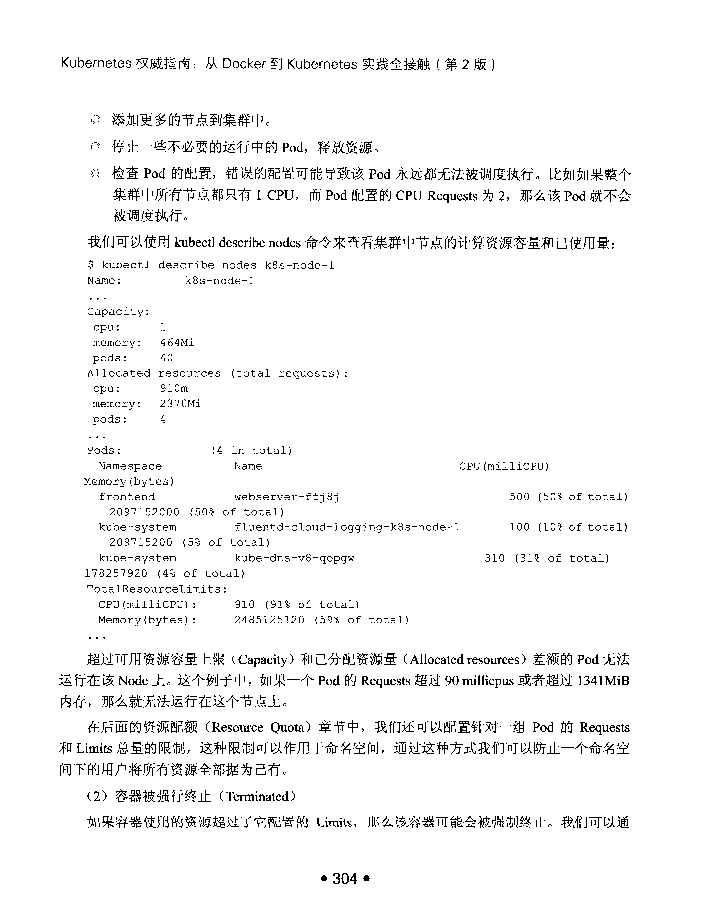 Kubernetes 权威指南：从 Docker 到 Kubernetes 实践全接触（第 2 版）
添加更多的节点到集群中。
停止一些不必要的运行中的 Pod，释放资源。
检查 Pod 的配置，错误的配置可能导致该 Pod 永远都无法被调度执行。比如如果整个
集群中所有节点都只有 1 CPU，而 Pod 配置的 CPU Requests 为 2，那么该 Pod 就不会
被调度执行。
我们可以使用 kubectl describe nodes 命令来查看集群中节点的计算资源容量和已使用量：
$ kubectl describe nodes k8s-node-1
Name: k8s-node-1
...
Capacity:
cpu: 1
memory: 464Mi
pods: 40
Allocated resources (total requests):
cpu: 910m
memory: 2370Mi
pods: 4
...
Pods: (4 in total)
Namespace Name CPU(milliCPU)
Memory(bytes)
frontend webserver-ffj8j 500 (50% of total)
2097152000 (50% of total)
kube-system fluentd-cloud-logging-k8s-node-1 100 (10% of total)
209715200 (5% of total)
kube-system kube-dns-v8-qopgw 310 (31% of total)
178257920 (4% of total)
TotalResourceLimits:
CPU(milliCPU): 910 (91% of total)
Memory(bytes): 2485125120 (59% of total)
...
超过可用资源容量上限（Capacity）和已分配资源量（Allocated resources）差额的 Pod 无法
运行在该 Node 上。这个例子中，如果一个 Pod 的 Requests 超过 90 millicpus 或者超过 1341MiB
内存，那么就无法运行在这个节点上。
在后面的资源配额（Resource Quota）章节中，我们还可以配置针对一组 Pod 的 Requests
和 Limits 总量的限制，这种限制可以作用于命名空间，通过这种方式我们可以防止一个命名空
间下的用户将所有资源全部据为己有。
（2）容器被强行终止（Terminated）
如果容器使用的资源超过了它配置的 Limits，那么该容器可能会被强制终止。我们可以通
• 304 •